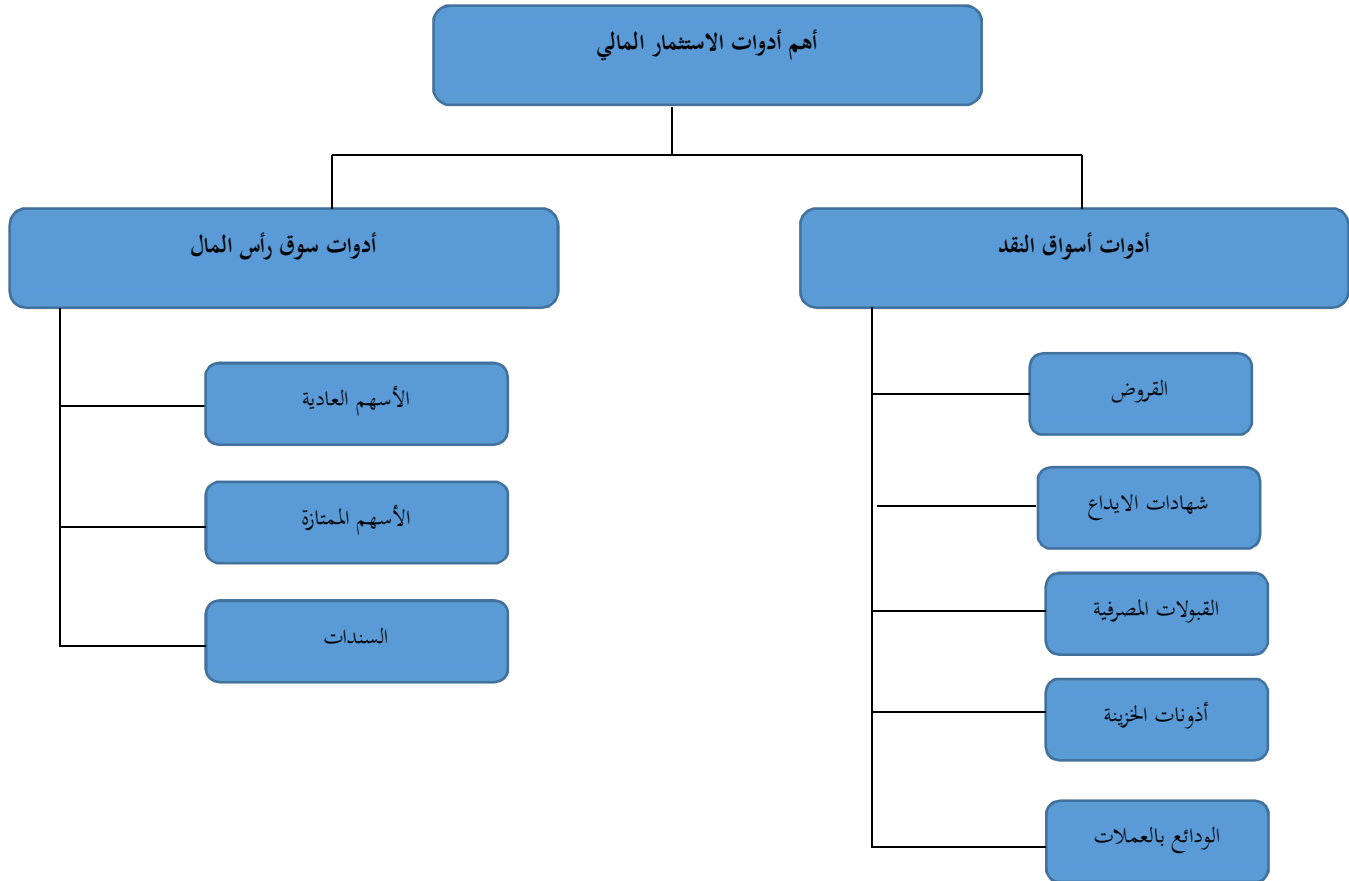 أهم أدوات الاستثمار المالي
أدوات أسواق النقد
القروض
شهادات الايداع
القبولات المصرفية
أذونات الخزينة
الودائع بالعملات
أدوات سوق رأس المال
الأسهم العادية
الأسهم الممتازة
السندات